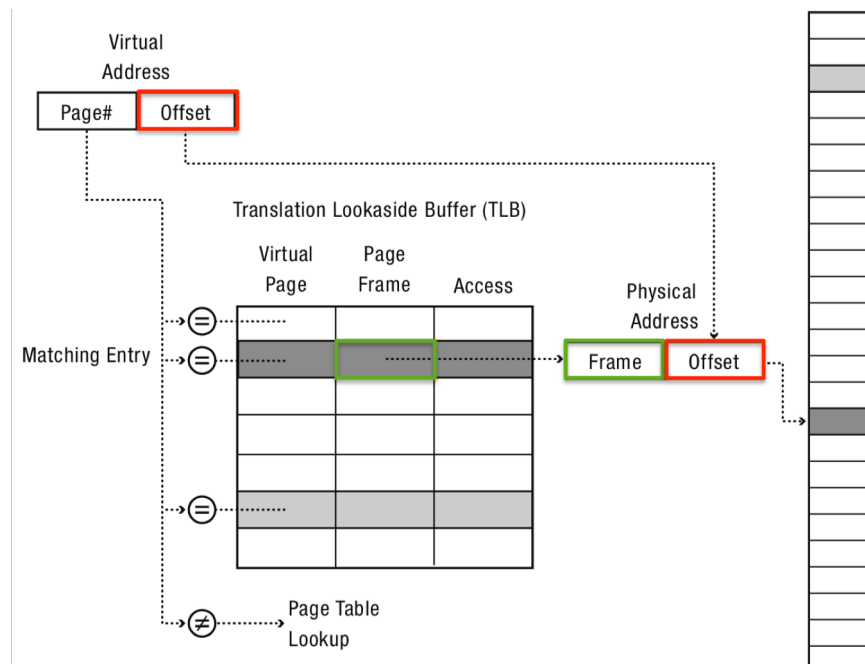 Virtual
Address
Page#
Offset
Translation Lookaside Buffer (TLB)
Virtual
Page
Page
Frame
Access
Physical
Address
=
Matching Entry
=
Frame
Offset
=
≠
Page Table
Lookup